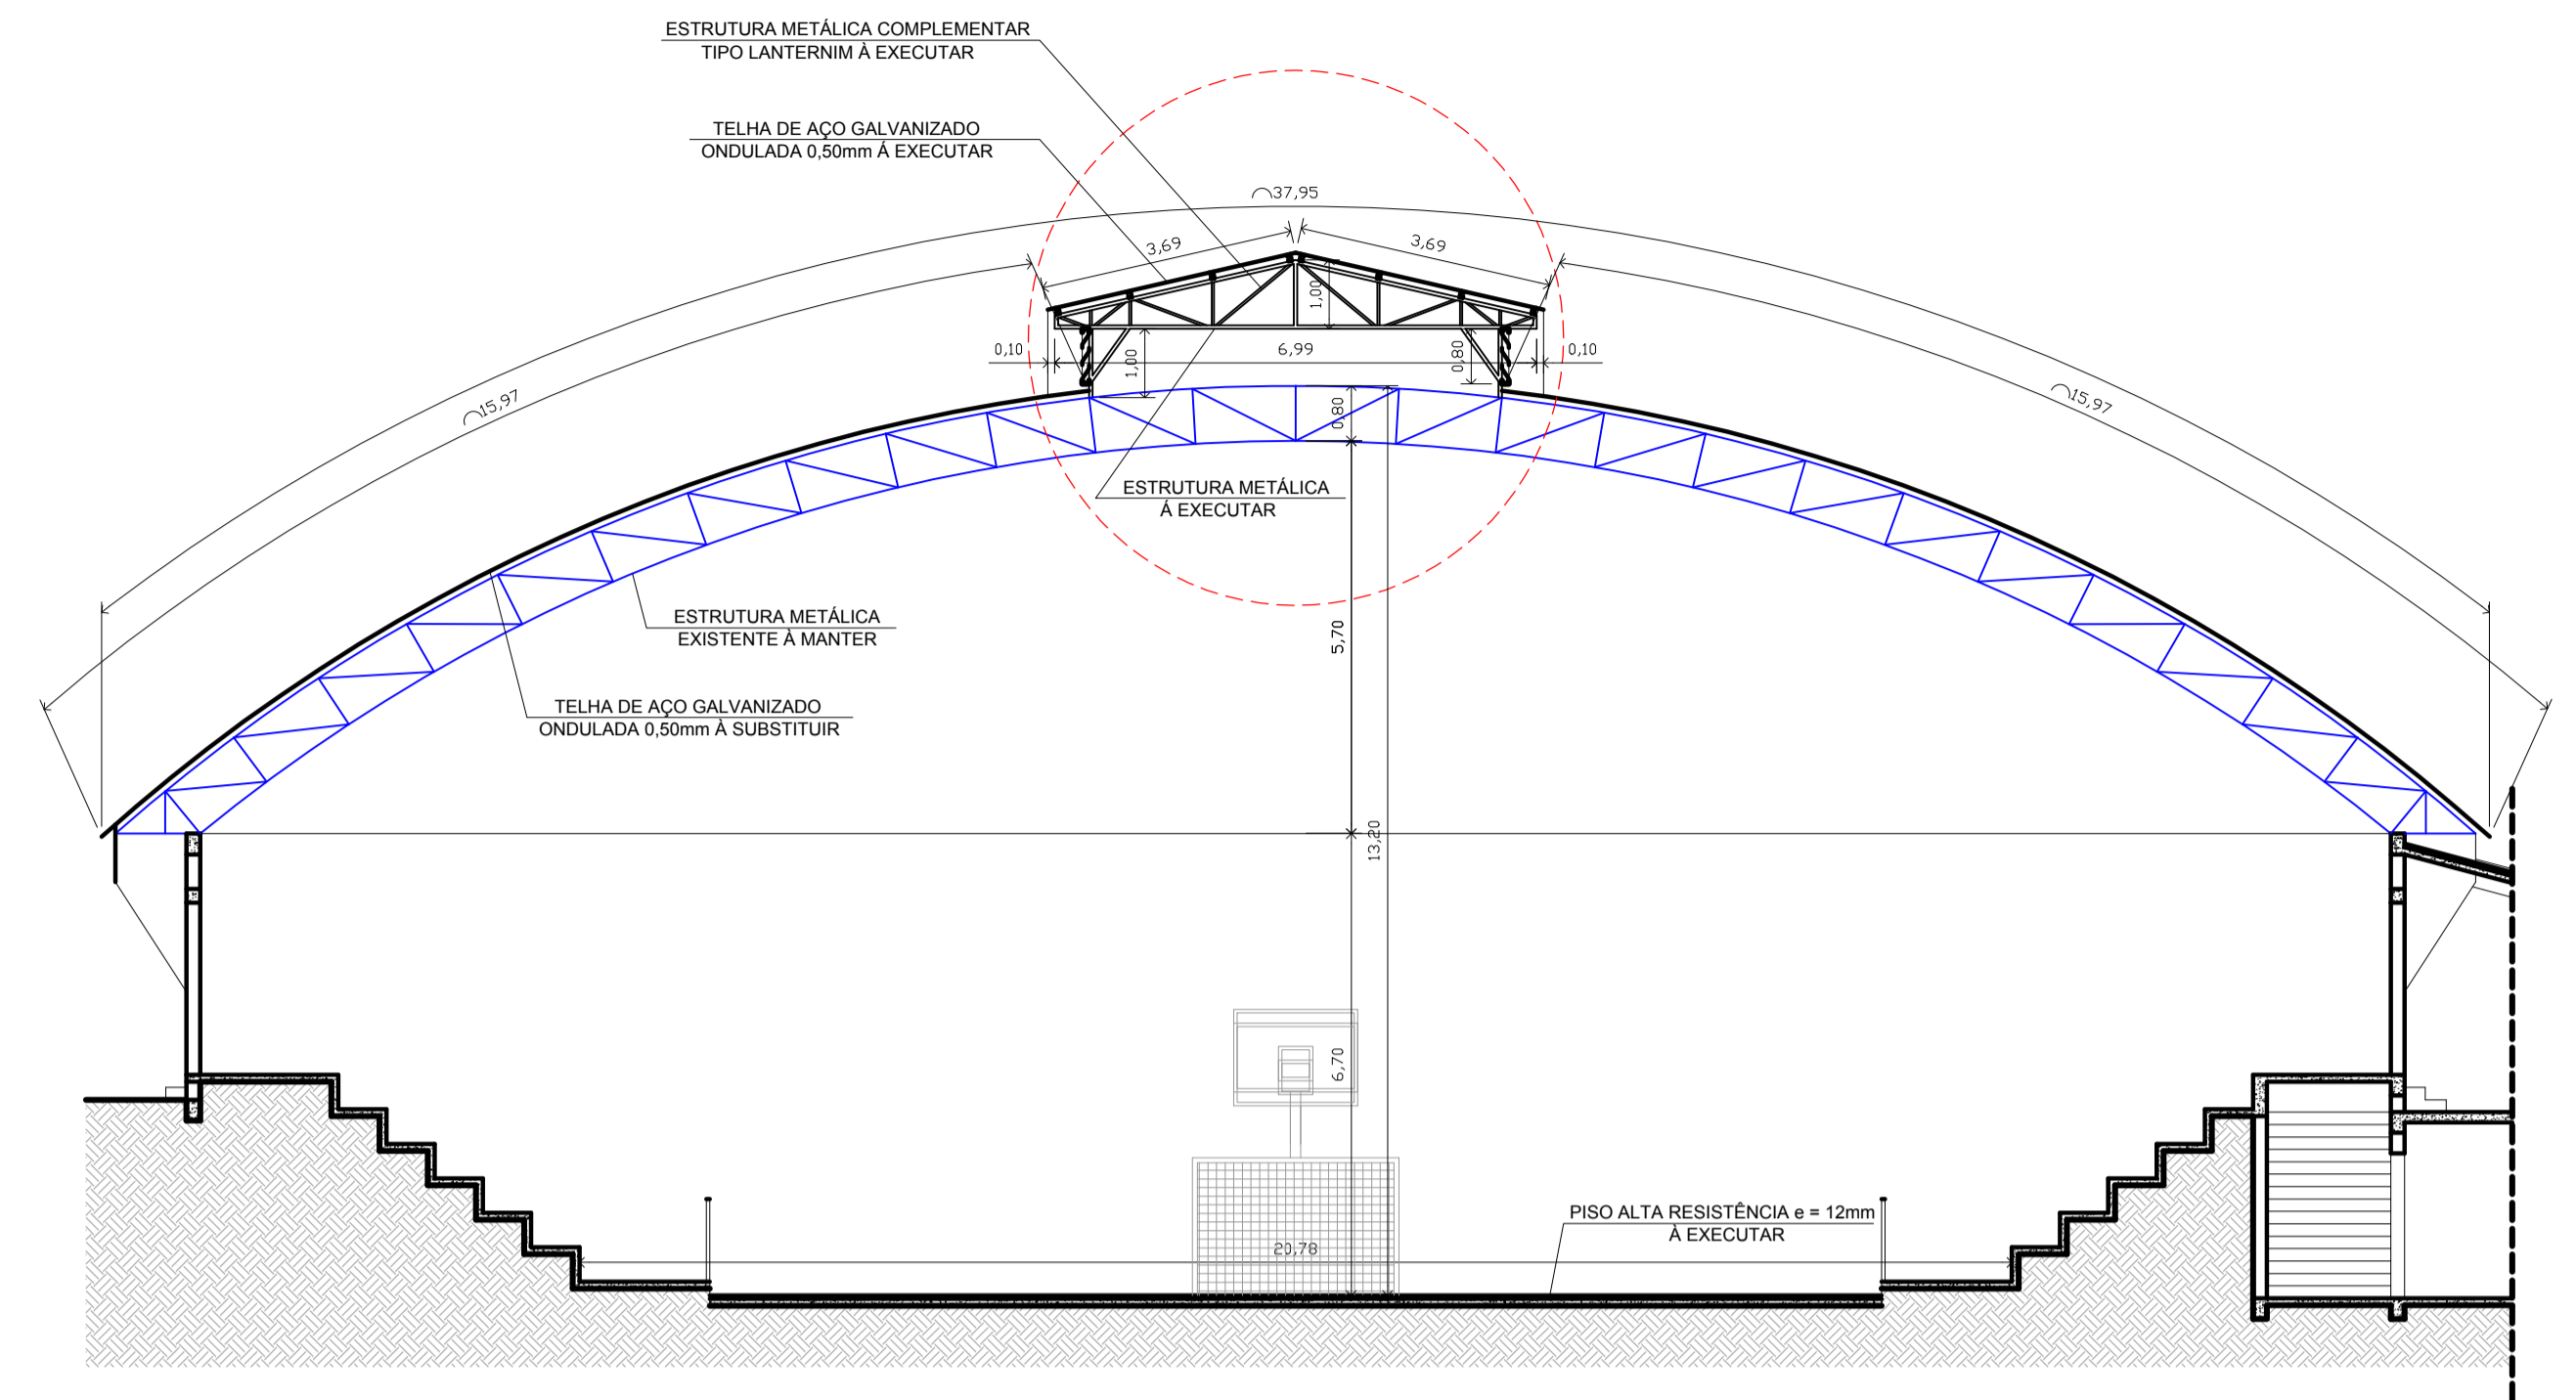 ESTRUTURA METÁLICA COMPLEMENTAR
TIPO LANTERNIM À EXECUTAR
TELHA DE AÇO GALVANIZADO
ONDULADA 0,50mm Á EXECUTAR
37,95
3,69
3,69
1,00
0,10
1,00
6,99
0,80
0,10
15,97
15,97
0,80
ESTRUTURA METÁLICA
Á EXECUTAR
ESTRUTURA METÁLICA
EXISTENTE À MANTER
5,70
TELHA DE AÇO GALVANIZADO
ONDULADA 0,50mm À SUBSTITUIR
13,20
6,70
PISO ALTA RESISTÊNCIA e = 12mm
À EXECUTAR
20,78